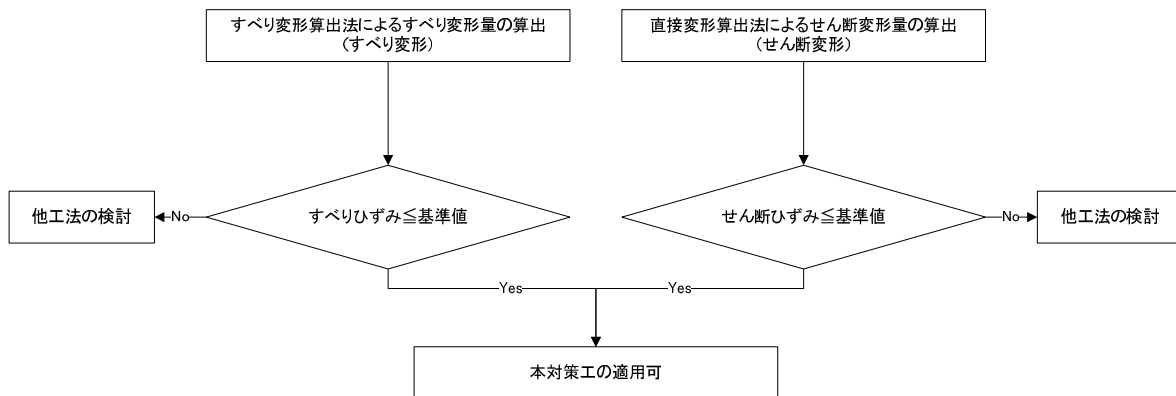 すべり変形算出法によるすべり変形量の算出
(すべり変形)
直接変形算出法によるせん断変形量の算出
(せん断変形)
他工法の検討
No
すべりひずみ≦基準値
せん断ひずみ≦基準値
No
他工法の検討
Yes
Yes
本対策工の適用可